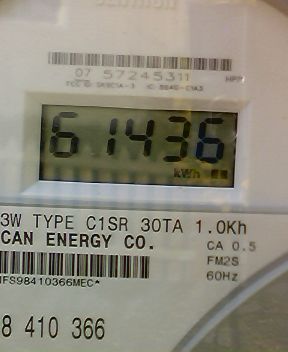 07 57245311
61436
kWh
3W TYPE C1SR 30TA 1.0Kh
CAN ENERGY CO.
CA 0.5
FM2S
60Hz
IFS98410366MEC*
8 410 366